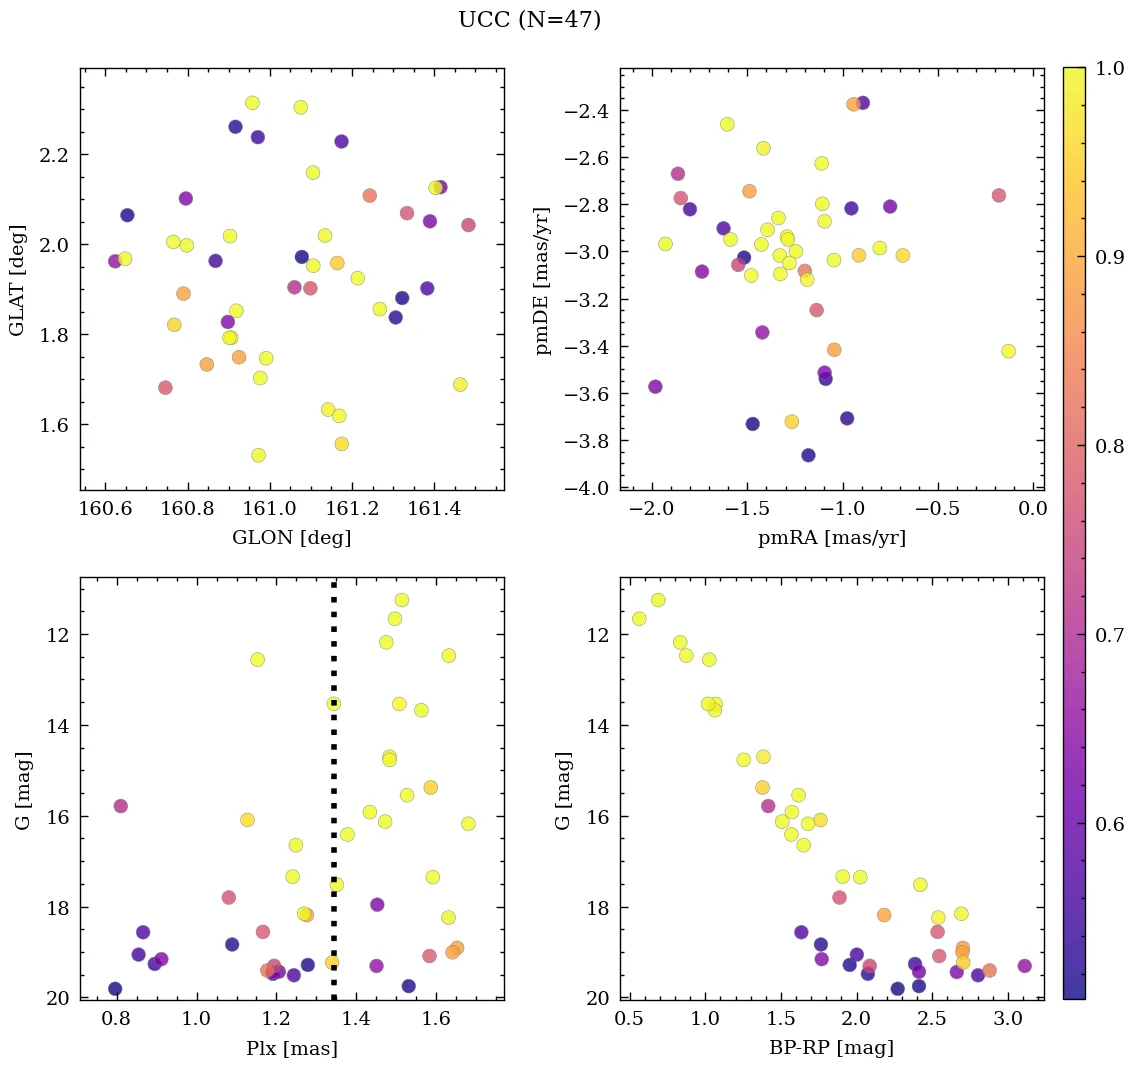 UCC (N=47)
2.2
2.0
1.8
1.6
GLAT [deg]
160.6 160.8 161.0 161.2 161.4
GLON [deg]
−2.4
−2.6
−2.8
−3.0
−3.2
−3.4
−3.6
−3.8
−4.0
pmDE [mas/yr]
−2.0 −1.5 −1.0 −0.5 0.0
pmRA [mas/yr]
12
14
16
18
20
G [mag]
0.8 1.0 1.2 1.4 1.6
Plx [mas]
12
14
16
18
20
G [mag]
0.5 1.0 1.5 2.0 2.5 3.0
BP-RP [mag]
1.0
0.9
0.8
0.7
0.6